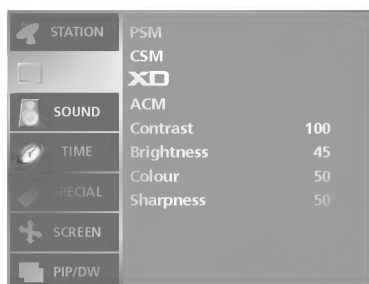 STATION
SOUND
TIME
SPECIAL
SCREEN
PIP/DW
PSM
CSM
XD
ACM
Contrast 100
Brightness 45
Colour 50
Sharpness 50